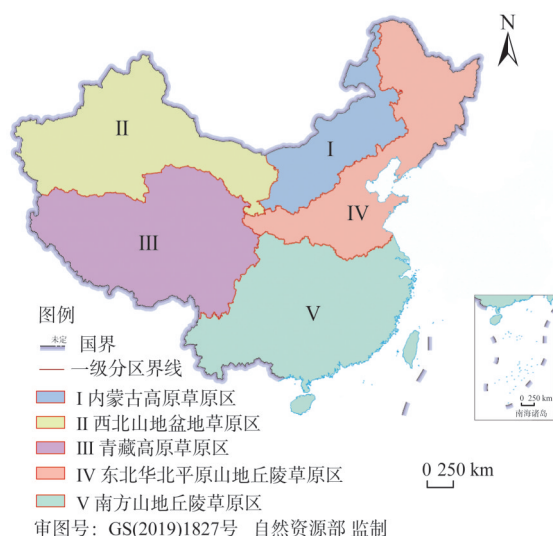 N
II
I
IV
III
V
图例
未定 国界
一级分区界线
I 内蒙古高原草原区
II 西北山地盆地草原区
III 青藏高原草原区
IV 东北华北平原山地丘陵草原区
V 南方山地丘陵草原区
0 250 km
0 250 km
南海诸岛
审图号：GS(2019)1827号 自然资源部 监制